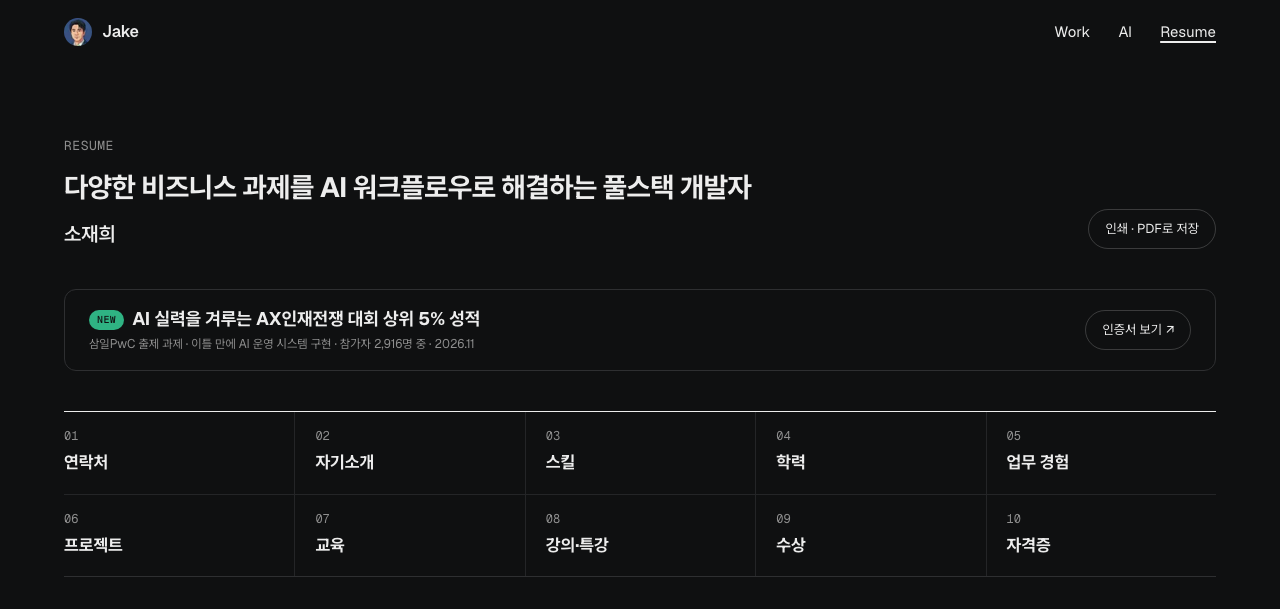 Jake
Work AI Resume
RESUME
다양한 비즈니스 과제를 AI 워크플로우로 해결하는 풀스택 개발자
소재희
인쇄 · PDF로 저장
NEW AI 실력을 겨루는 AX인재전쟁 대회 상위 5% 성적
삼일PwC 출제 과제 · 이틀 만에 AI 운영 시스템 구현 · 참가자 2,916명 중 · 2026.11
인증서 보기 ↗
01
연락처
02
자기소개
03
스킬
04
학력
05
업무 경험
06
프로젝트
07
교육
08
강의·특강
09
수상
10
자격증